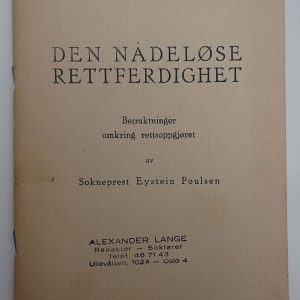 DEN NÅDELØSE
RETTFERDIGHET
Betraktninger
omkring rettsoppgjøret
av
Sokneprest Eystein Poulsen
ALEXANDER LANGE
Redaktør — Sakfører
Telef. 46 71 43
Ullevålsvn. 102A — Oslo 4